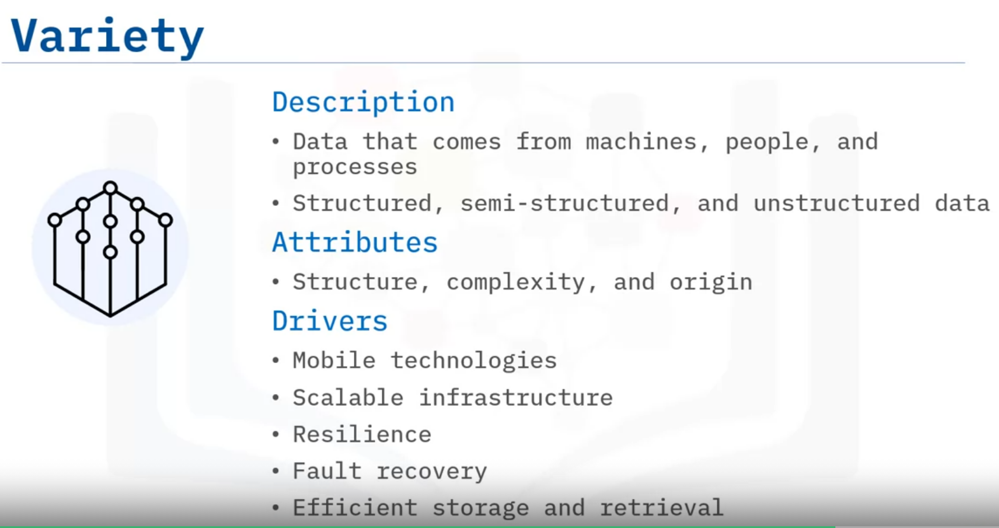 Variety
Description
• Data that comes from machines, people, and
processes
• Structured, semi-structured, and unstructured data
Attributes
• Structure, complexity, and origin
Drivers
• Mobile technologies
• Scalable infrastructure
• Resilience
• Fault recovery
• Efficient storage and retrieval